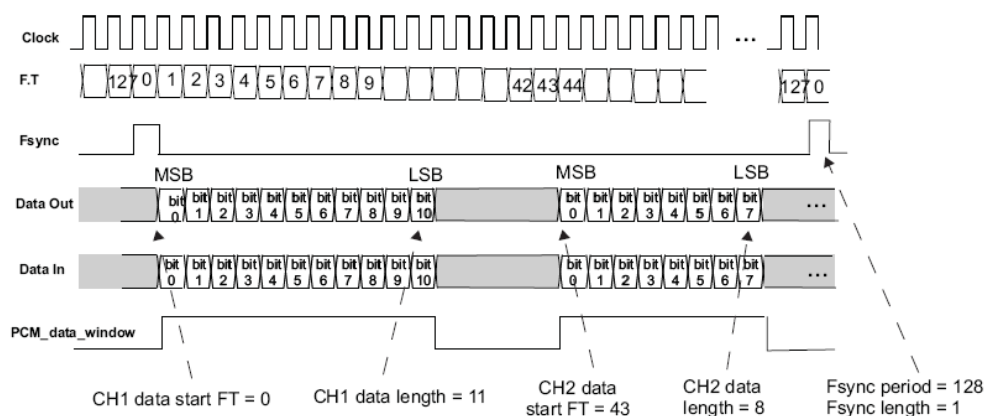 Clock
...
F.T
127 0 1 2 3 4 5 6 7 8 9 42 43 44 127 0
Fsync
MSB LSB MSB LSB
Data Out
bit 0 bit 1 bit 2 bit 3 bit 4 bit 5 bit 6 bit 7 bit 8 bit 9 bit 10 bit 0 bit 1 bit 2 bit 3 bit 4 bit 5 bit 6 bit 7 ...
Data In
bit 0 bit 1 bit 2 bit 3 bit 4 bit 5 bit 6 bit 7 bit 8 bit 9 bit 10 bit 0 bit 1 bit 2 bit 3 bit 4 bit 5 bit 6 bit 7 ...
PCM_data_window
CH1 data start FT = 0
CH1 data length = 11
CH2 data
start FT = 43
CH2 data
length = 8
Fsync period = 128
Fsync length = 1